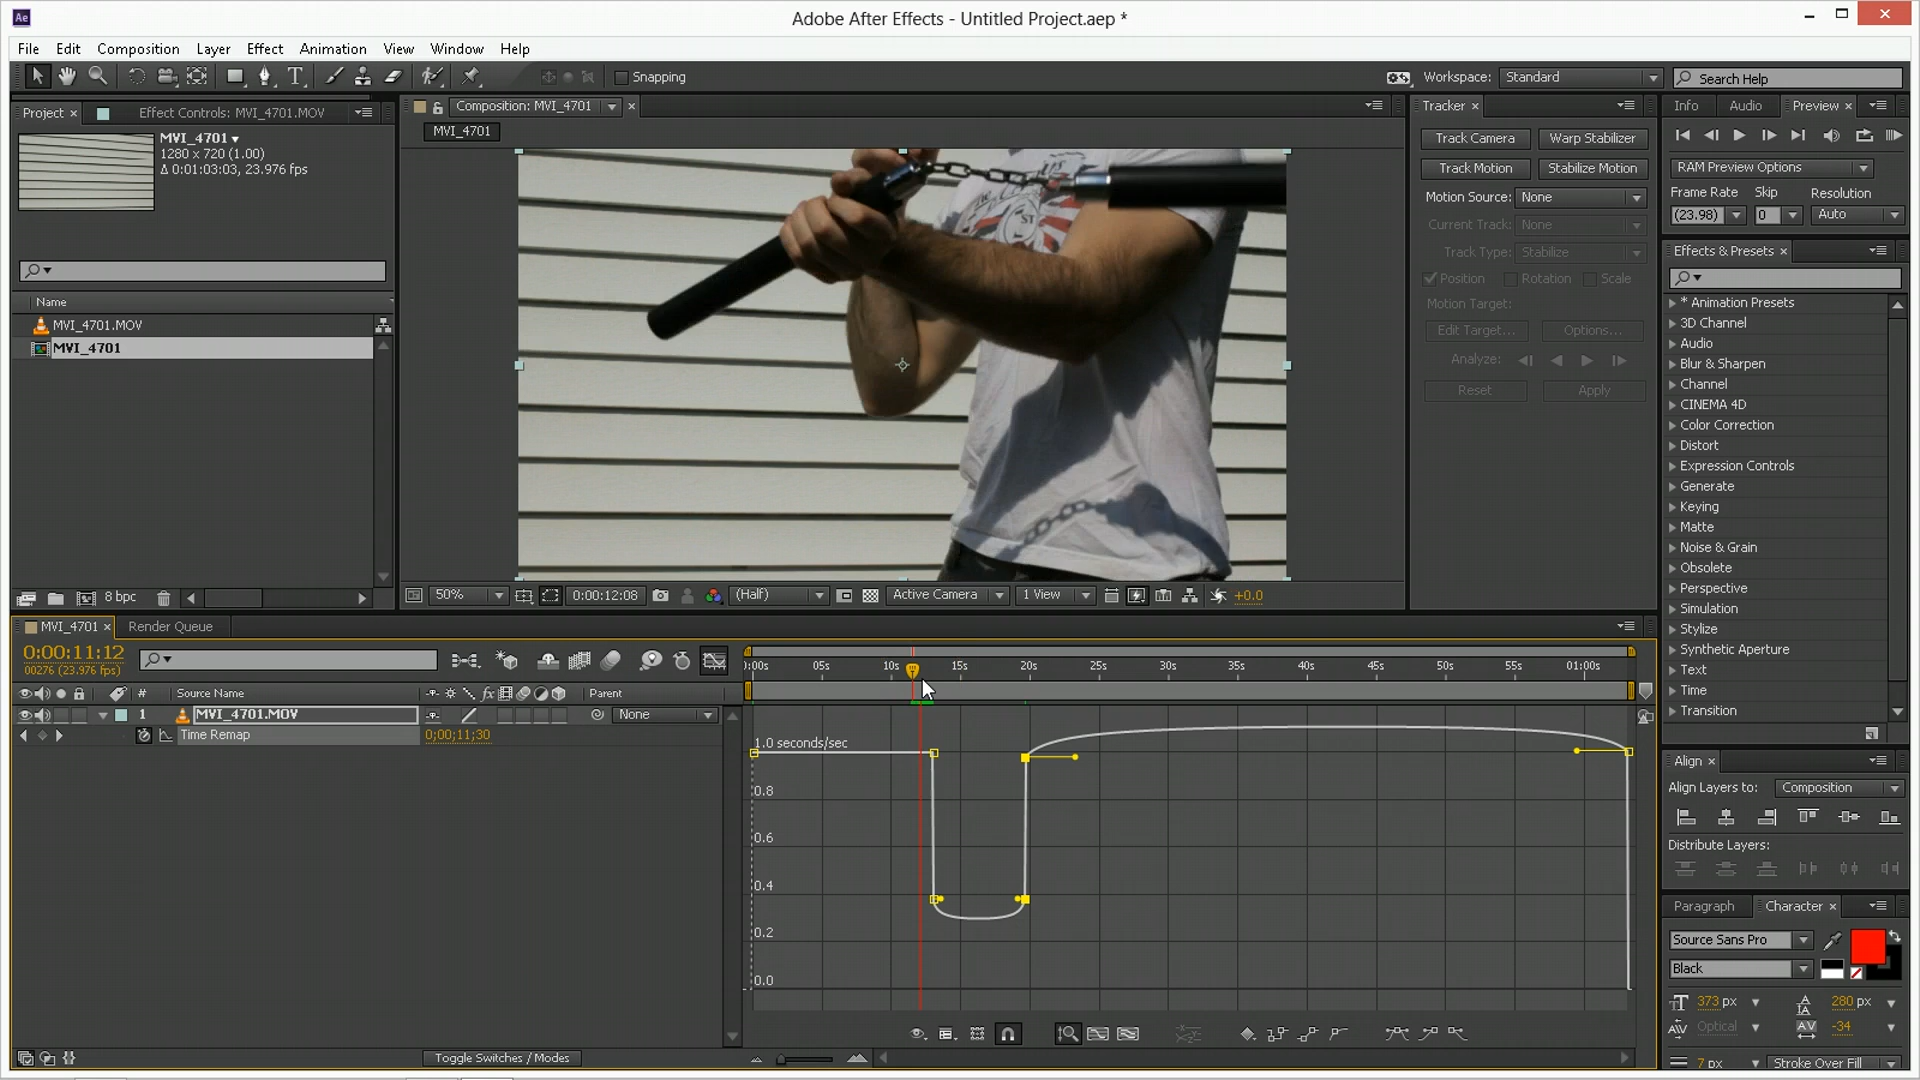 Ae
Adobe After Effects - Untitled Project.aep *
File Edit Composition Layer Effect Animation View Window Help
Snapping
Workspace: Standard
Search Help
Project ×
Effect Controls: MVI_4701.MOV
Composition: MVI_4701 ×
Tracker ×
Info Audio Preview ×
MVI_4701
1280 x 720 (1.00)
Δ 0:01:03:03, 23.976 fps
MVI_4701
Track Camera Warp Stabilizer
Track Motion Stabilize Motion
Motion Source: None
Current Track: None
Track Type: Stabilize
Position Rotation Scale
Motion Target:
Edit Target... Options...
Analyze:
Reset Apply
RAM Preview Options
Frame Rate Skip Resolution
(23.98) 0 Auto
Effects & Presets ×
* Animation Presets
3D Channel
Audio
Blur & Sharpen
Channel
CINEMA 4D
Color Correction
Distort
Expression Controls
Generate
Keying
Matte
Noise & Grain
Obsolete
Perspective
Simulation
Stylize
Synthetic Aperture
Text
Time
Transition
Name
MVI_4701.MOV
MVI_4701
8 bpc
50% 0:00:12:08 (Half) Active Camera 1 View +0.0
MVI_4701 × Render Queue
0:00:11:12
00276 (23.976 fps)
:00s 05s 10s 15s 20s 25s 30s 35s 40s 45s 50s 55s 01:00s
# Source Name fx Parent
1 MVI_4701.MOV None
Time Remap 0;00;11;30
1.0 seconds/sec
0.8
0.6
0.4
0.2
0.0
Toggle Switches / Modes
Align ×
Align Layers to: Composition
Distribute Layers:
Paragraph Character ×
Source Sans Pro
Black
373 px 280 px
Optical -34
7 px Stroke Over Fill